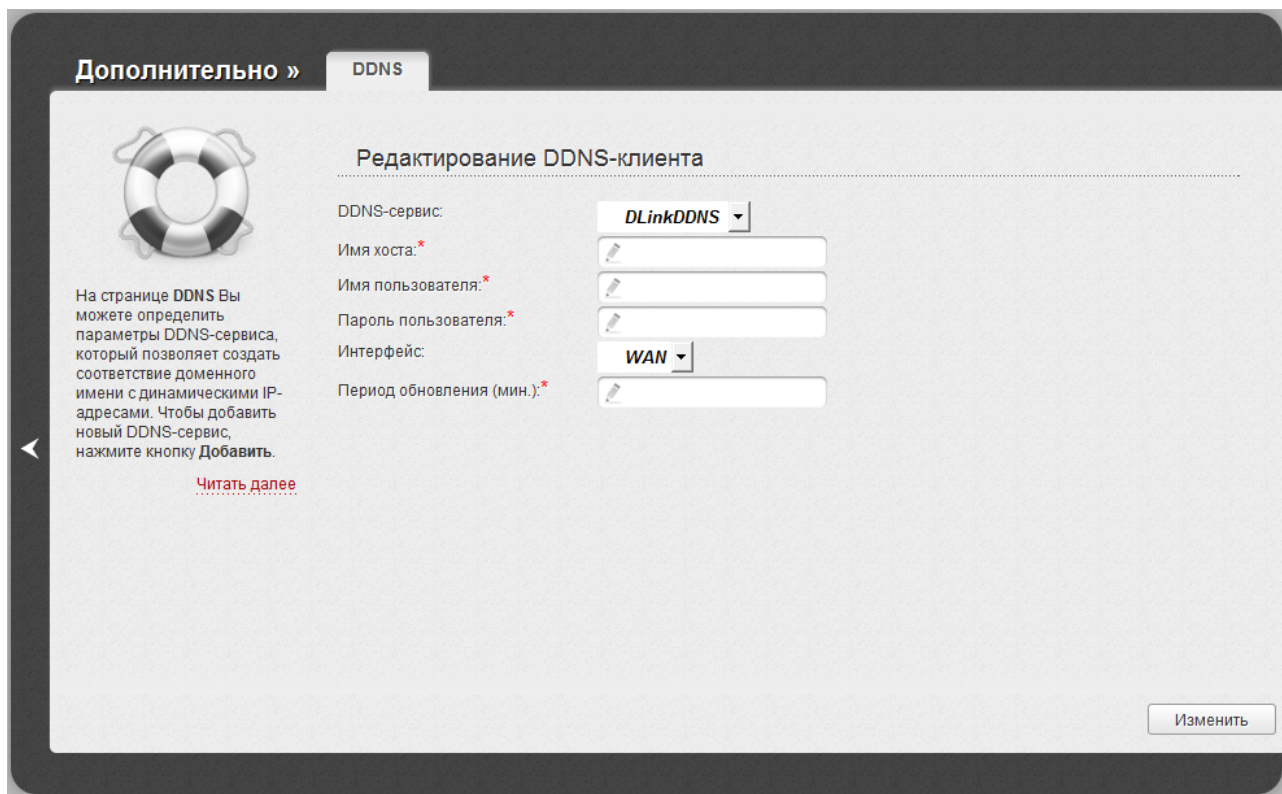 Дополнительно »
DDNS
Редактирование DDNS-клиента
DDNS-сервис:
DLinkDDNS
Имя хоста:*
Имя пользователя:*
Пароль пользователя:*
Интерфейс:
WAN
Период обновления (мин.):*
На странице DDNS Вы
можете определить
параметры DDNS-сервиса,
который позволяет создать
соответствие доменного
имени с динамическими IP-
адресами. Чтобы добавить
новый DDNS-сервис,
нажмите кнопку Добавить.
Читать далее
Изменить